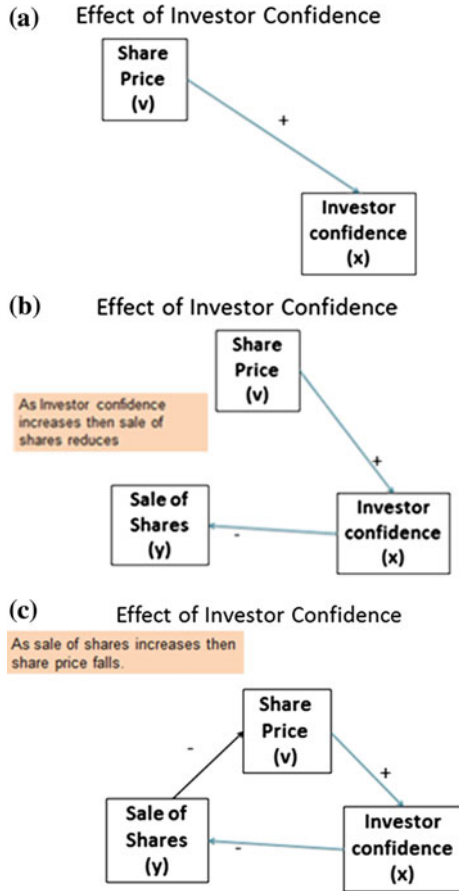 (a) Effect of Investor Confidence
Share
Price
(v)
+
Investor
confidence
(x)
(b) Effect of Investor Confidence
Share
Price
(v)
As Investor confidence
increases then sale of
shares reduces
+
Sale of
Shares
(y)
-
Investor
confidence
(x)
(c) Effect of Investor Confidence
As sale of shares increases then
share price falls.
Share
Price
(v)
-
+
Sale of
Shares
(y)
-
Investor
confidence
(x)